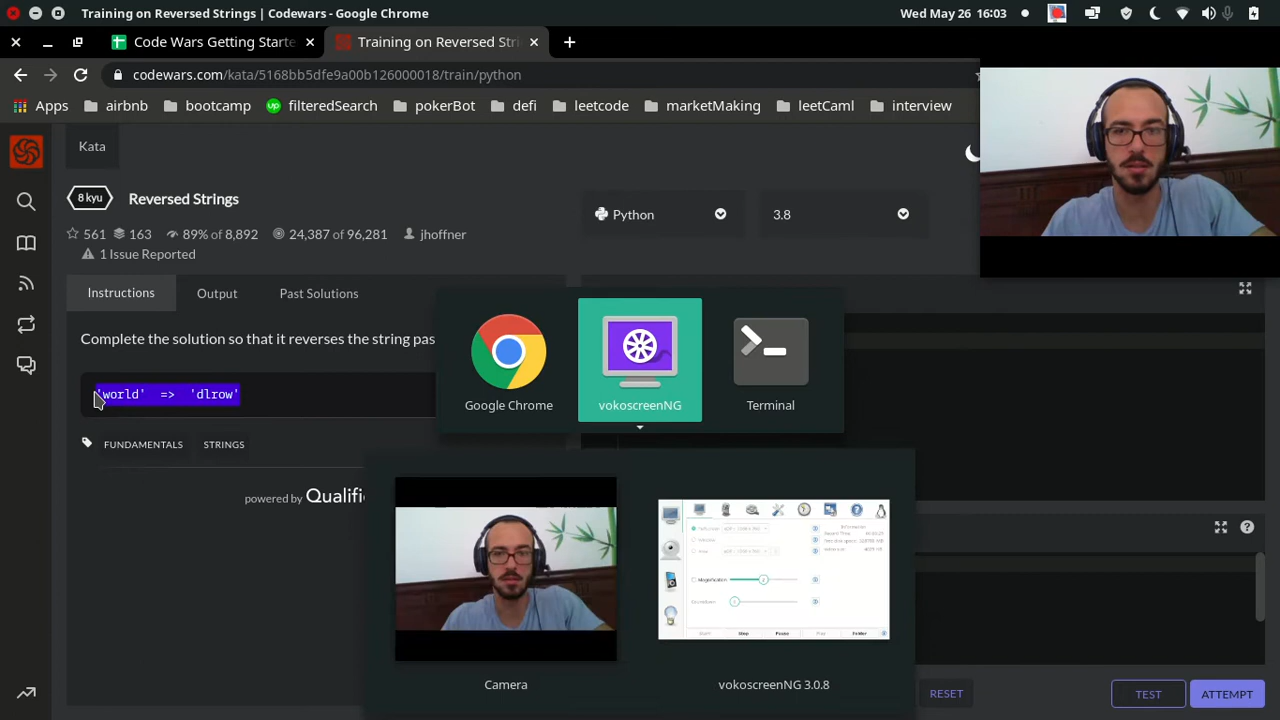 Training on Reversed Strings | Codewars - Google Chrome
Wed May 26 16:03
Code Wars Getting Starte
Training on Reversed Stri
codewars.com/kata/5168bb5dfe9a00b126000018/train/python
Apps airbnb bootcamp filteredSearch pokerBot defi leetcode marketMaking leetCaml interview
Kata
8 kyu Reversed Strings
Python 3.8
561 163 89% of 8,892 24,387 of 96,281 jhoffner
1 Issue Reported
Instructions Output Past Solutions
Complete the solution so that it reverses the string pas
'world' => 'dlrow'
Google Chrome vokoscreenNG Terminal
FUNDAMENTALS STRINGS
powered by Qualifi
Magnification
Stop Pause Folder
Camera vokoscreenNG 3.0.8
RESET TEST ATTEMPT